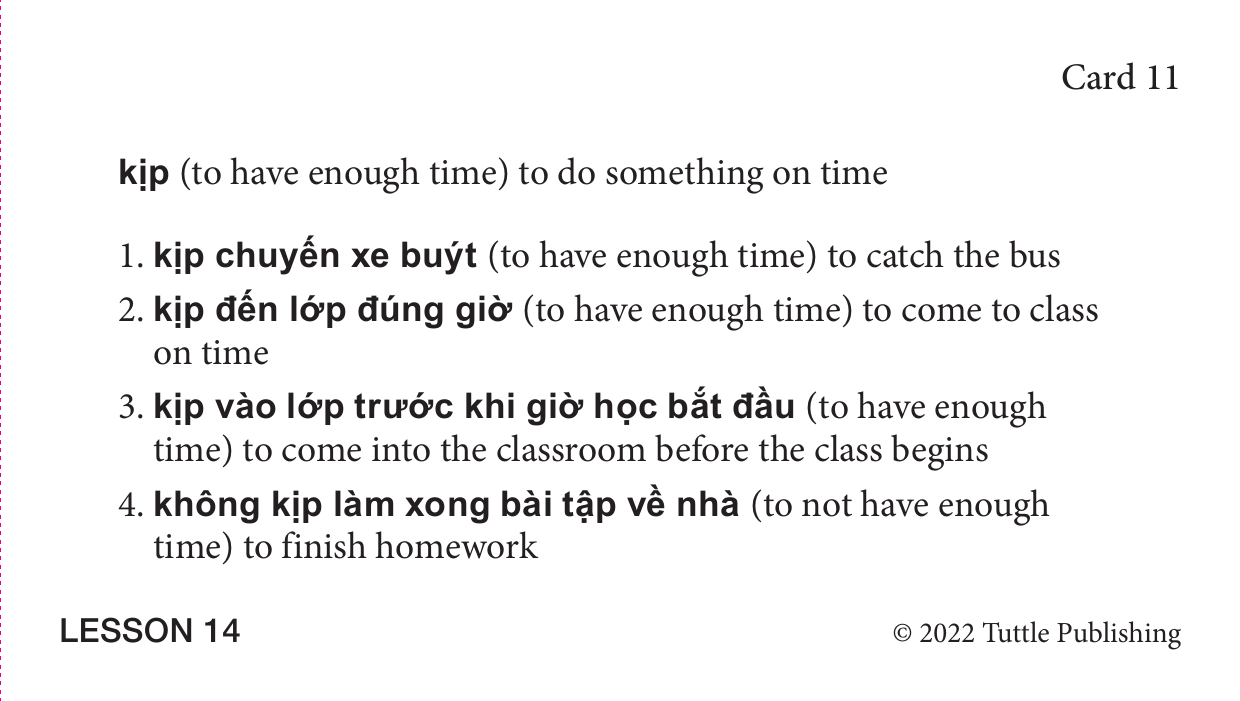 Card 11
kịp (to have enough time) to do something on time
1. kịp chuyến xe buýt (to have enough time) to catch the bus
2. kịp đến lớp đúng giờ (to have enough time) to come to class
on time
3. kịp vào lớp trước khi giờ học bắt đầu (to have enough
time) to come into the classroom before the class begins
4. không kịp làm xong bài tập về nhà (to not have enough
time) to finish homework
LESSON 14
© 2022 Tuttle Publishing